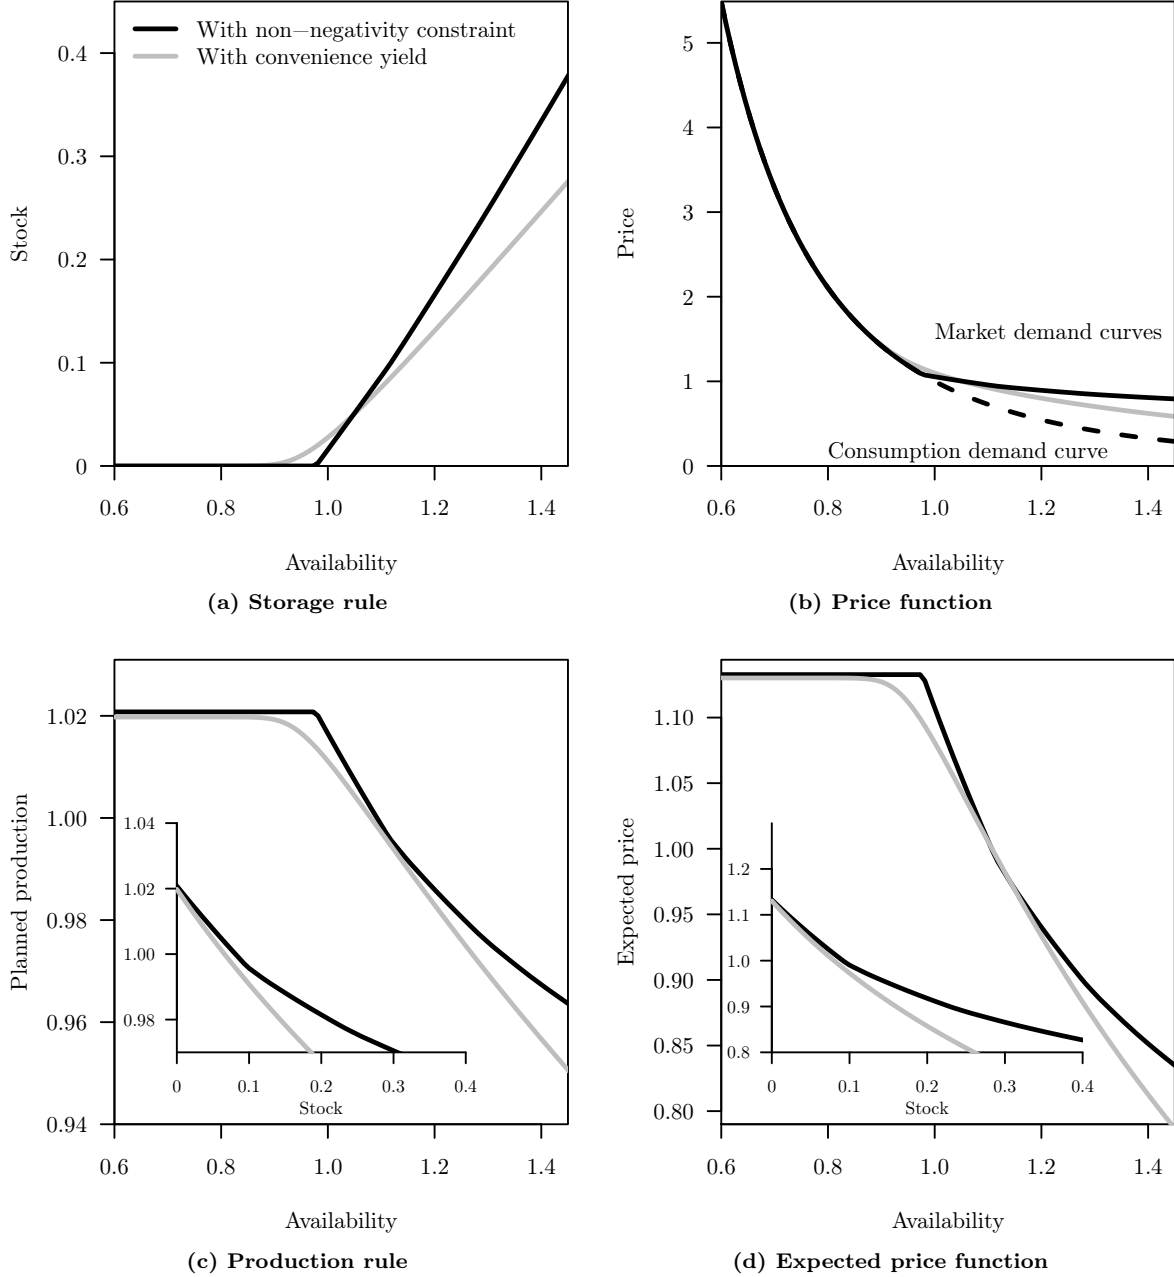 With non−negativity constraint
With convenience yield
0.4
0.3
0.2
0.1
0
Stock
0.6 0.8 1.0 1.2 1.4
Availability
(a) Storage rule
5
4
3
2
1
0
Price
Market demand curves
Consumption demand curve
0.6 0.8 1.0 1.2 1.4
Availability
(b) Price function
1.02
1.00
0.98
0.96
0.94
Planned production
1.04
1.02
1.00
0.98
0 0.1 0.2 0.3 0.4
Stock
0.6 0.8 1.0 1.2 1.4
Availability
(c) Production rule
1.10
1.05
1.00
0.95
0.90
0.85
0.80
Expected price
1.2
1.1
1.0
0.9
0.8
0 0.1 0.2 0.3 0.4
Stock
0.6 0.8 1.0 1.2 1.4
Availability
(d) Expected price function